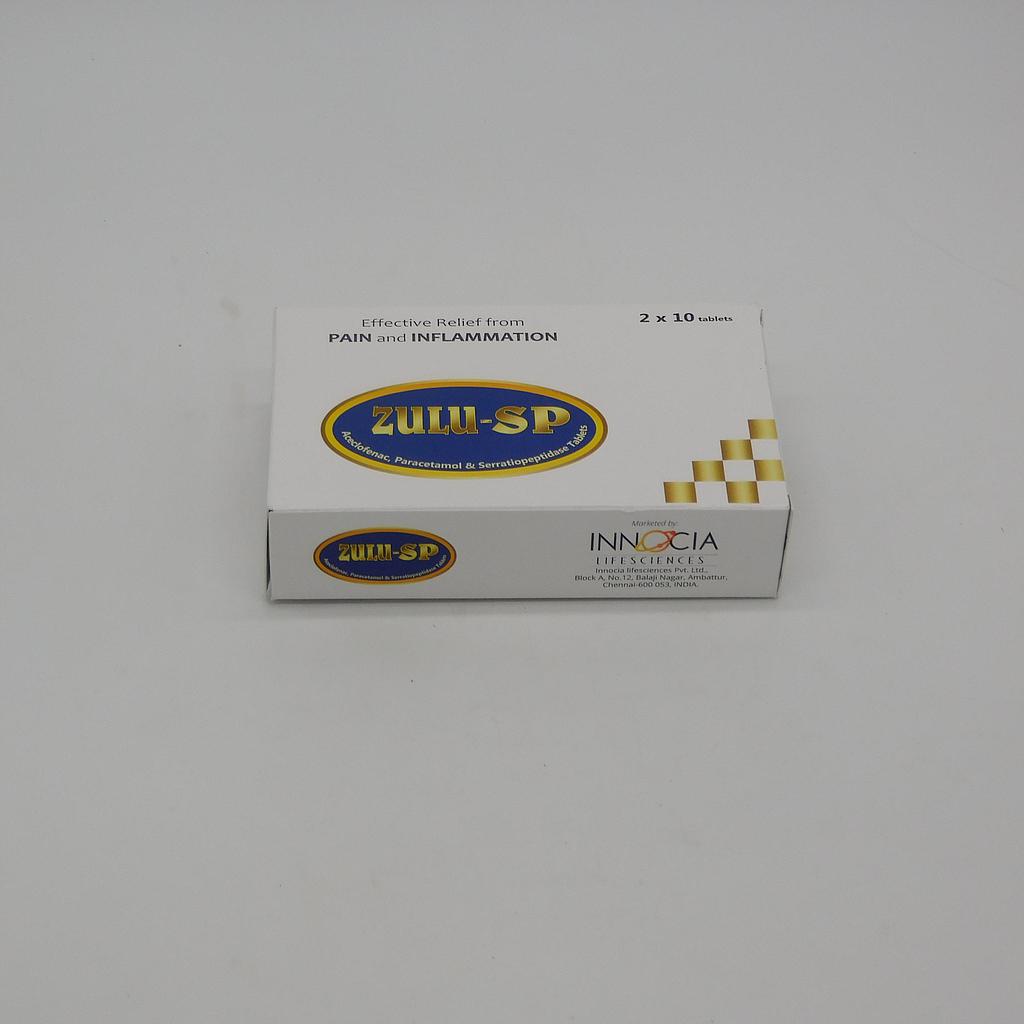 Effective Relief from
PAIN and INFLAMMATION
2 x 10 tablets
ZULU-SP
Aceclofenac, Paracetamol & Serratiopeptidase Tablets
ZULU-SP
Aceclofenac, Paracetamol & Serratiopeptidase Tablets
Marketed by:
INNOCIA
LIFESCIENCES
Innocia lifesciences Pvt. Ltd.,
Block A, No.12, Balaji Nagar, Ambattur,
Chennai-600 053, INDIA.